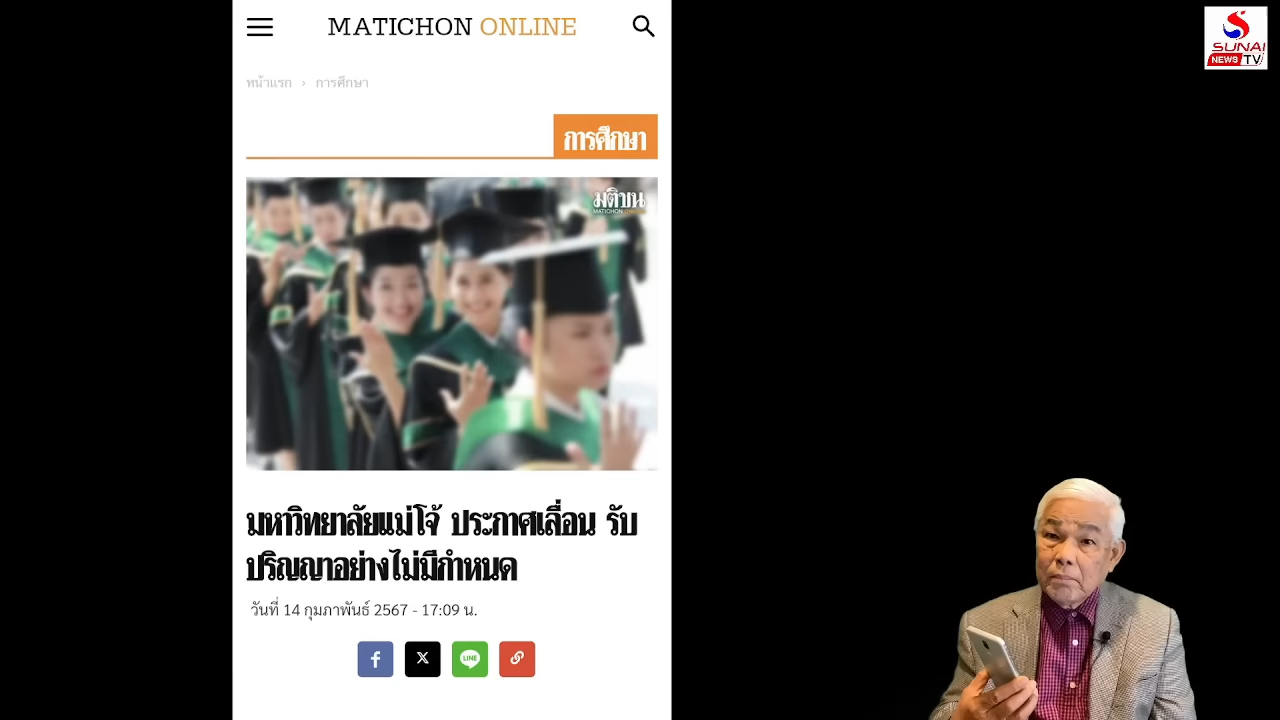 MATICHON ONLINE
SUNAI
NEWS TV
หน้าแรก › การศึกษา
การศึกษา
มติชน
MATICHON ONLINE
มหาวิทยาลัยแม่โจ้ ประกาศเลื่อน รับ
ปริญญาอย่างไม่มีกำหนด
วันที่ 14 กุมภาพันธ์ 2567 - 17:09 น.
f X LINE